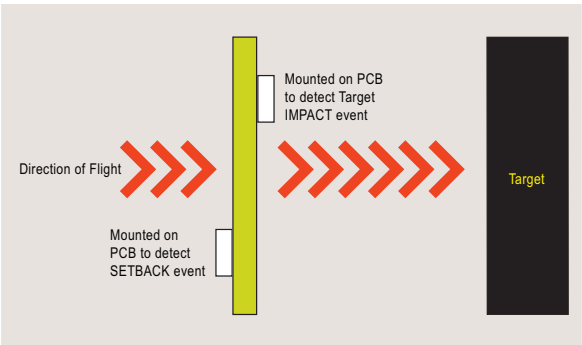 Mounted on PCB
to detect Target
IMPACT event
Direction of Flight
Target
Mounted on
PCB to detect
SETBACK event